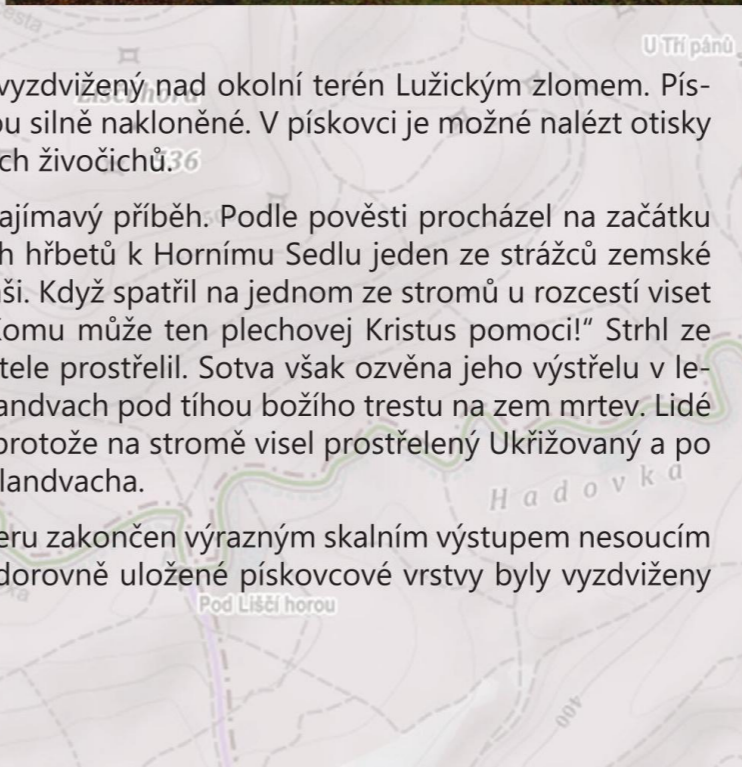 U Tří pánů
vyzdvižený nad okolní terén Lužickým zlomem. Pís-
ou silně nakloněné. V pískovci je možné nalézt otisky
ch živočichů.
ajímavý příběh. Podle pověsti procházel na začátku
h hřbetů k Hornímu Sedlu jeden ze strážců zemské
ši. Když spatřil na jednom ze stromů u rozcestí viset
Komu může ten plechovej Kristus pomoci!“ Strhl ze
tele prostřelil. Sotva však ozvěna jeho výstřelu v le-
andvach pod tíhou božího trestu na zem mrtev. Lidé
protože na stromě visel prostřelený Ukřižovaný a po
landvacha.
Hadovka
eru zakončen výrazným skalním výstupem nesoucím
dorovně uložené pískovcové vrstvy byly vyzdviženy
Pod Liščí horou
400